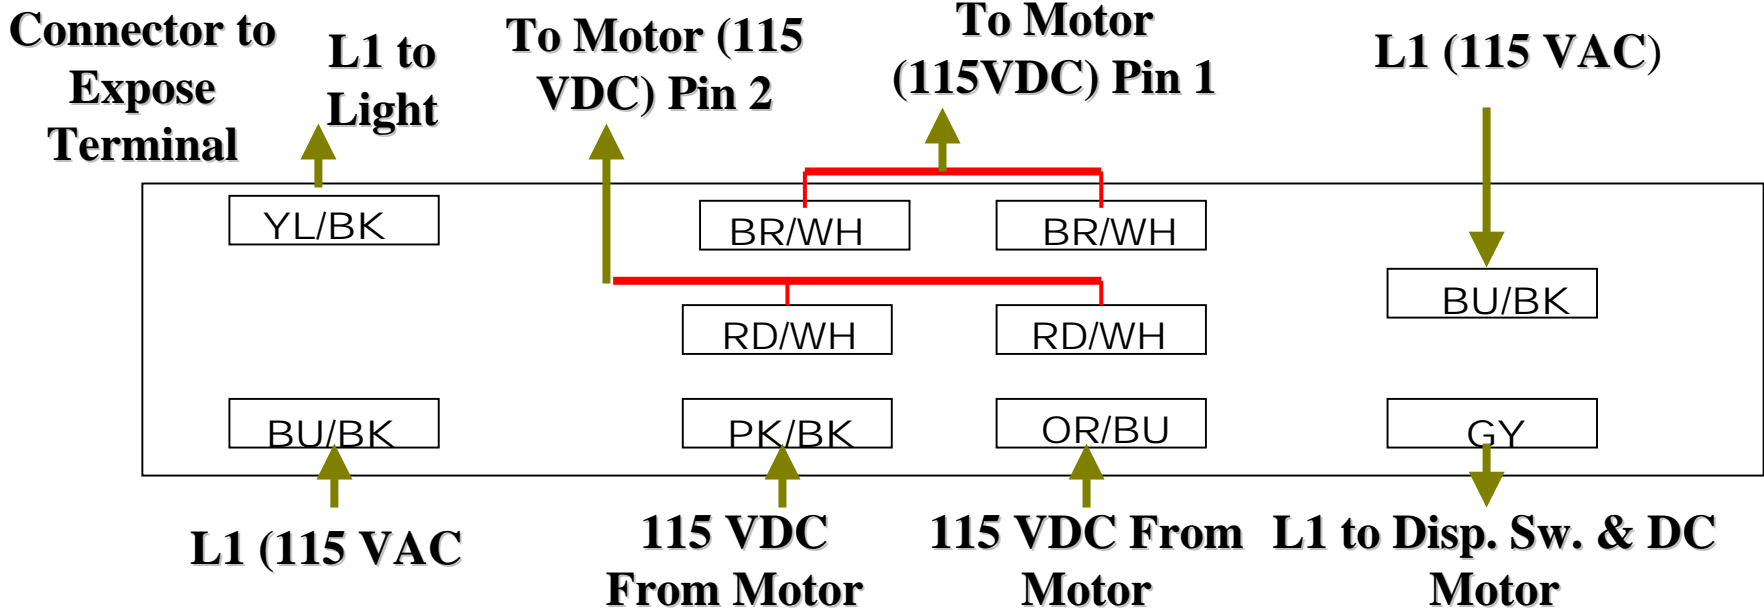 Connector to
Expose
Terminal
L1 to
Light
To Motor (115
VDC) Pin 2
To Motor
(115VDC) Pin 1
L1 (115 VAC)
YL/BK
BR/WH
BR/WH
BU/BK
RD/WH
RD/WH
BU/BK
PK/BK
OR/BU
GY
L1 (115 VAC
115 VDC
From Motor
115 VDC From
Motor
L1 to Disp. Sw. & DC
Motor